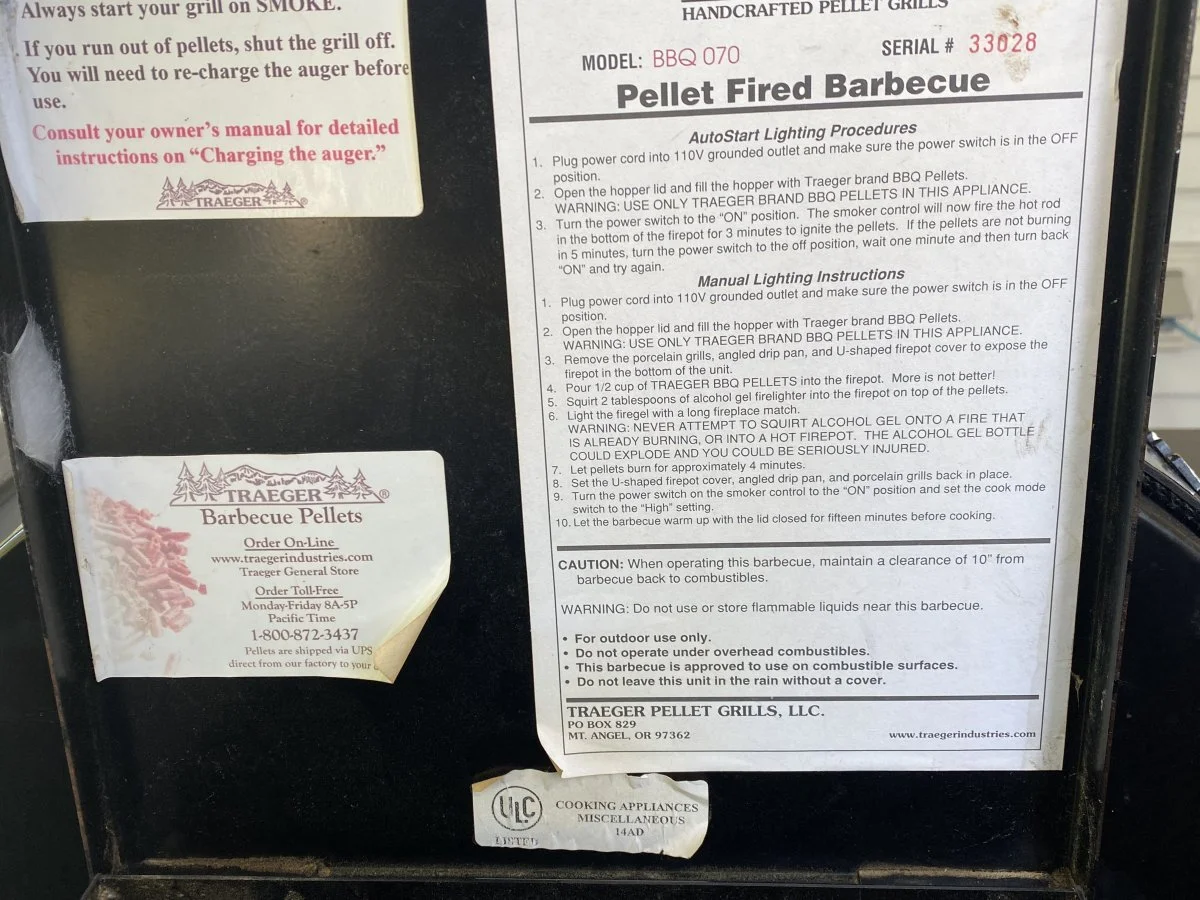 Always start your grill on SMOKE.
If you run out of pellets, shut the grill off.
You will need to re-charge the auger before
use.
Consult your owner's manual for detailed
instructions on “Charging the auger.”
TRAEGER®
HANDCRAFTED PELLET GRILLS
MODEL: BBQ 070
SERIAL # 33028
Pellet Fired Barbecue
AutoStart Lighting Procedures
1. Plug power cord into 110V grounded outlet and make sure the power switch is in the OFF
position.
2. Open the hopper lid and fill the hopper with Traeger brand BBQ Pellets.
WARNING: USE ONLY TRAEGER BRAND BBQ PELLETS IN THIS APPLIANCE.
3. Turn the power switch to the “ON” position. The smoker control will now fire the hot rod
in the bottom of the firepot for 3 minutes to ignite the pellets. If the pellets are not burning
in 5 minutes, turn the power switch to the off position, wait one minute and then turn back
“ON” and try again.
Manual Lighting Instructions
1. Plug power cord into 110V grounded outlet and make sure the power switch is in the OFF
position.
2. Open the hopper lid and fill the hopper with Traeger brand BBQ Pellets.
WARNING: USE ONLY TRAEGER BRAND BBQ PELLETS IN THIS APPLIANCE.
3. Remove the porcelain grills, angled drip pan, and U-shaped firepot cover to expose the
firepot in the bottom of the unit.
4. Pour 1/2 cup of TRAEGER BBQ PELLETS into the firepot. More is not better!
5. Squirt 2 tablespoons of alcohol gel firelighter into the firepot on top of the pellets.
6. Light the firegel with a long fireplace match.
WARNING: NEVER ATTEMPT TO SQUIRT ALCOHOL GEL ONTO A FIRE THAT
IS ALREADY BURNING, OR INTO A HOT FIREPOT. THE ALCOHOL GEL BOTTLE
COULD EXPLODE AND YOU COULD BE SERIOUSLY INJURED.
7. Let pellets burn for approximately 4 minutes.
8. Set the U-shaped firepot cover, angled drip pan, and porcelain grills back in place.
9. Turn the power switch on the smoker control to the “ON” position and set the cook mode
switch to the “High” setting.
10. Let the barbecue warm up with the lid closed for fifteen minutes before cooking.
CAUTION: When operating this barbecue, maintain a clearance of 10” from
barbecue back to combustibles.
WARNING: Do not use or store flammable liquids near this barbecue.
• For outdoor use only.
• Do not operate under overhead combustibles.
• This barbecue is approved to use on combustible surfaces.
• Do not leave this unit in the rain without a cover.
TRAEGER PELLET GRILLS, LLC.
PO BOX 829
MT. ANGEL, OR 97362
www.traegerindustries.com
TRAEGER®
Barbecue Pellets
Order On-Line
www.traegerindustries.com
Traeger General Store
Order Toll-Free
Monday-Friday 8A-5P
Pacific Time
1-800-872-3437
Pellets are shipped via UPS
direct from our factory to your
ULC
LISTED
COOKING APPLIANCES
MISCELLANEOUS
14AD